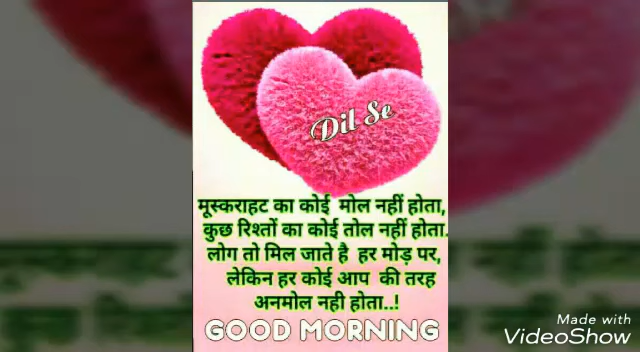 Dil Se
मूस्कराहट का कोई मोल नहीं होता,
कुछ रिश्तों का कोई तोल नहीं होता.
लोग तो मिल जाते है हर मोड़ पर,
लेकिन हर कोई आप की तरह
अनमोल नही होता..!
GOOD MORNING
Made with
VideoShow